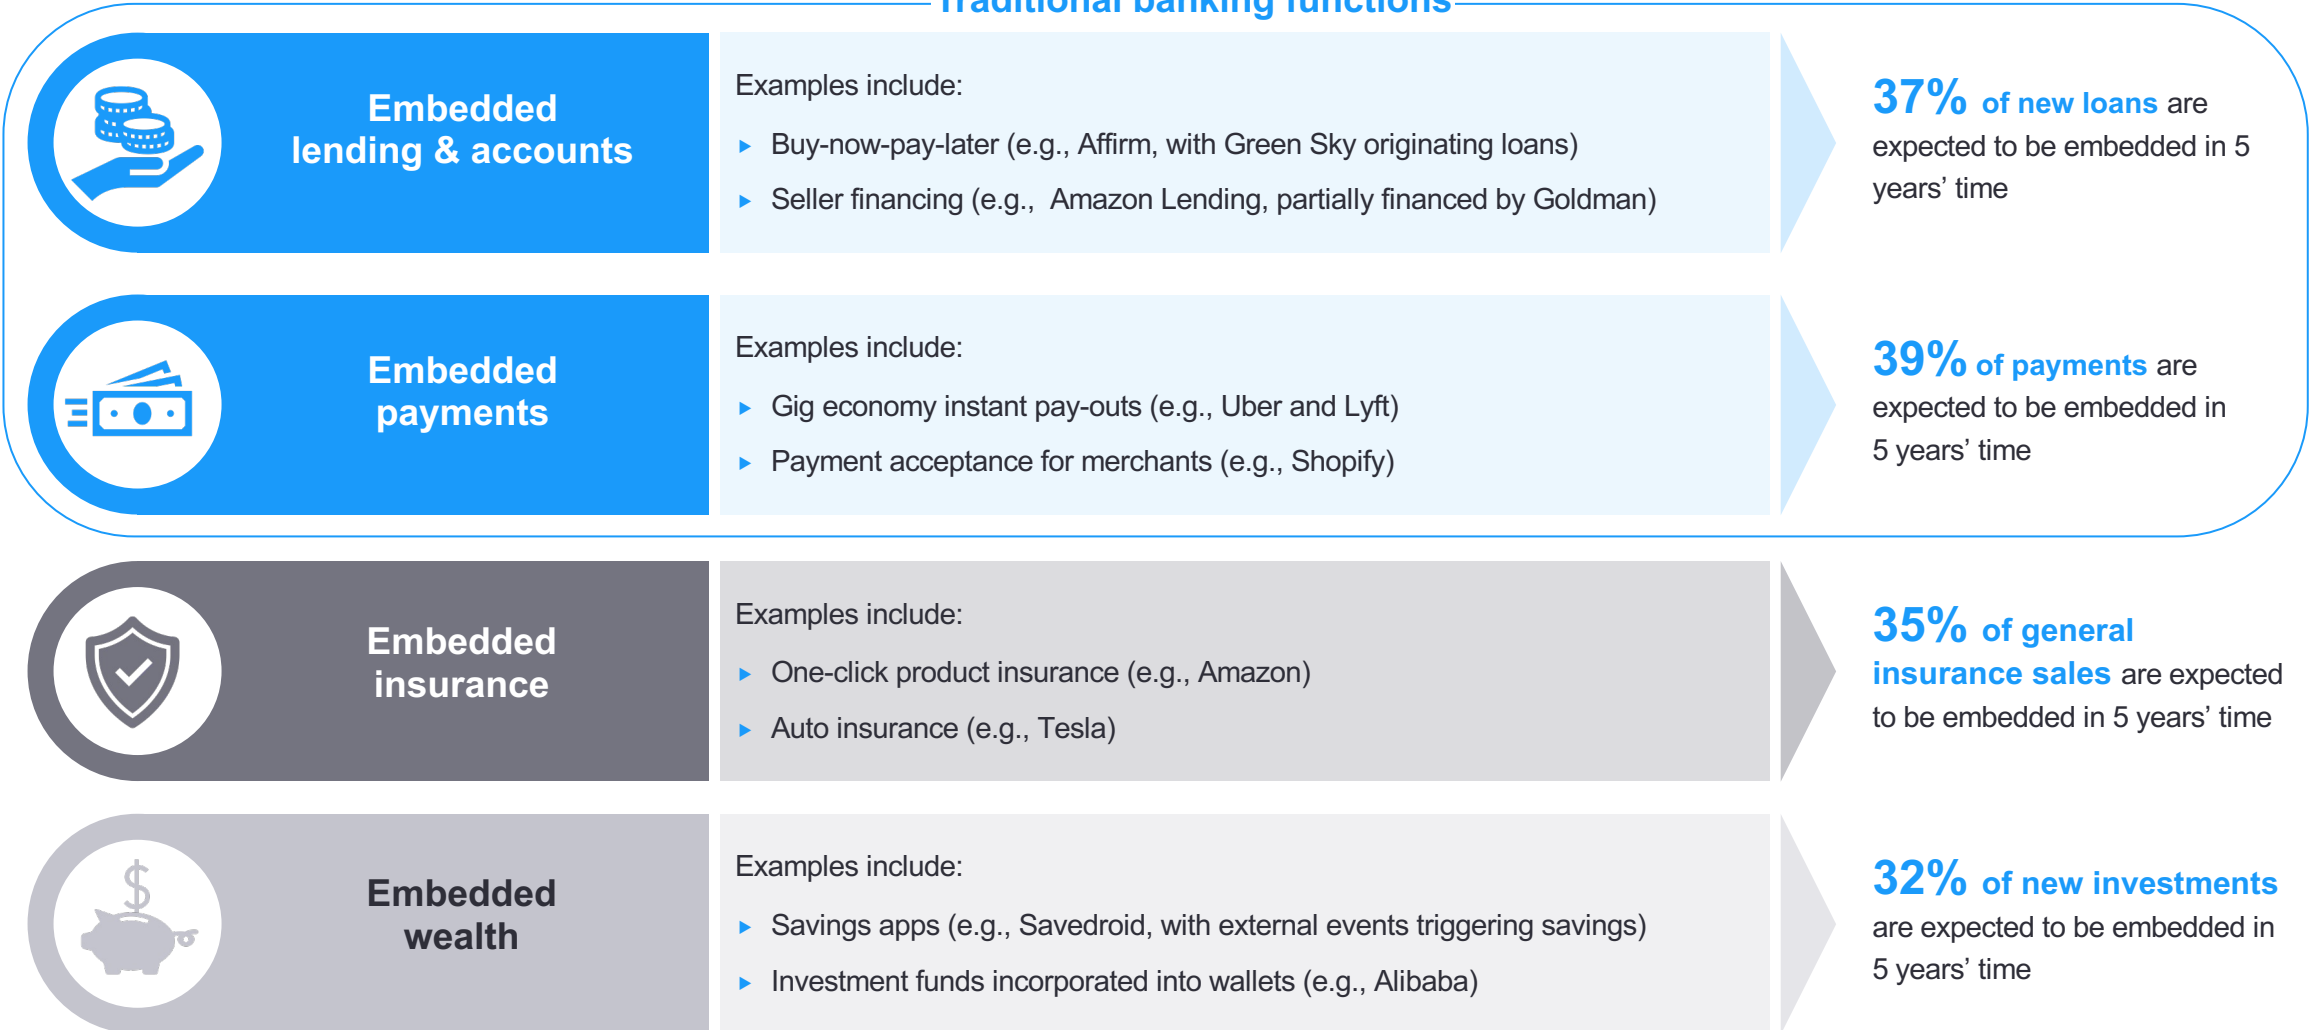 Traditional banking functions
Embedded
lending & accounts
Examples include:
Buy-now-pay-later (e.g., Affirm, with Green Sky originating loans)
Seller financing (e.g., Amazon Lending, partially financed by Goldman)
37% of new loans are
expected to be embedded in 5
years’ time
Embedded
payments
Examples include:
Gig economy instant pay-outs (e.g., Uber and Lyft)
Payment acceptance for merchants (e.g., Shopify)
39% of payments are
expected to be embedded in
5 years’ time
Embedded
insurance
Examples include:
One-click product insurance (e.g., Amazon)
Auto insurance (e.g., Tesla)
35% of general
insurance sales are expected
to be embedded in 5 years’ time
Embedded
wealth
Examples include:
Savings apps (e.g., Savedroid, with external events triggering savings)
Investment funds incorporated into wallets (e.g., Alibaba)
32% of new investments
are expected to be embedded in
5 years’ time